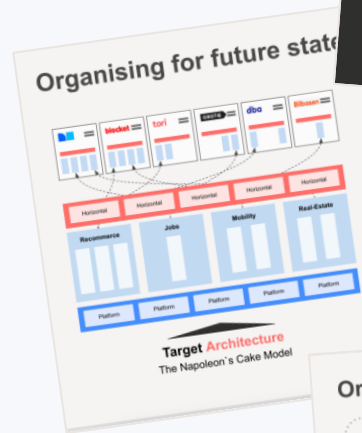 Organising for future state
blocket
tori
dba
Bilbasen
Horizontal Horizontal Horizontal Horizontal Horizontal
Recommerce Jobs Mobility Real-Estate
Platform Platform Platform Platform Platform
Target Architecture
The Napoleon`s Cake Model
Or